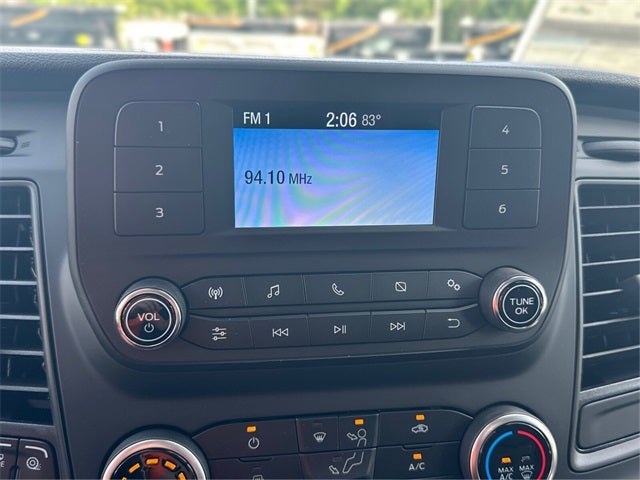 FM 1 2:06 83°
94.10 MHz
1
2
3
4
5
6
VOL
TUNE
OK
A/C
MAX
A/C
MAX